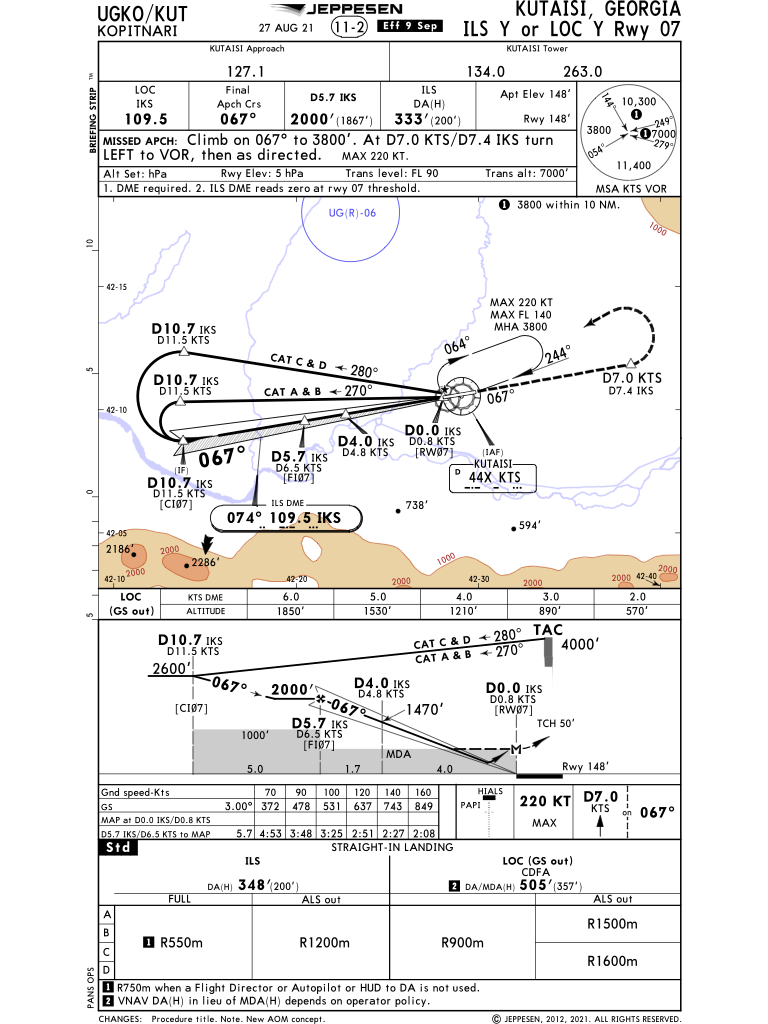 UGKO/KUT
KOPITNARI
JEPPESEN
27 AUG 21
11-2
Eff 9 Sep
KUTAISI, GEORGIA
ILS Y or LOC Y Rwy 07
BRIEFING STRIP ™
KUTAISI Approach
KUTAISI Tower
127.1
134.0 263.0
LOC
IKS
109.5
Final
Apch Crs
067°
D5.7 IKS
2000'(1867')
ILS
DA(H)
333'(200')
Apt Elev 148'
Rwy 148'
MISSED APCH: Climb on 067° to 3800'. At D7.0 KTS/D7.4 IKS turn
LEFT to VOR, then as directed. MAX 220 KT.
Alt Set: hPa Rwy Elev: 5 hPa Trans level: FL 90 Trans alt: 7000'
1. DME required. 2. ILS DME reads zero at rwy 07 threshold.
144°
10,300
1
249°
3800
1 7000
279°
054°
11,400
MSA KTS VOR
1 3800 within 10 NM.
UG(R)-06
1000
10
42-15
MAX 220 KT
MAX FL 140
MHA 3800
D10.7 IKS
D11.5 KTS
064°
244°
CAT C & D 280°
5
D10.7 IKS
D11.5 KTS
CAT A & B 270°
D7.0 KTS
D7.4 IKS
067°
42-10
067°
(IF)
D10.7 IKS
D11.5 KTS
[CI07]
D5.7 IKS
D6.5 KTS
[FI07]
D4.0 IKS
D4.8 KTS
D0.0 IKS
D0.8 KTS
[RW07]
(IAF)
KUTAISI
D 44X KTS
0
ILS DME
074° 109.5 IKS
738'
594'
42-05
2186'
2000
2286'
1000
2000
2000
2000
2000
42-10
42-20
42-30
42-40
5
LOC
(GS out)
KTS DME 6.0 5.0 4.0 3.0 2.0
ALTITUDE 1850' 1530' 1210' 890' 570'
D10.7 IKS
D11.5 KTS
CAT C & D 280°
CAT A & B 270°
TAC
4000'
2600'
067°
2000'
067°
D4.0 IKS
D4.8 KTS
1470'
D0.0 IKS
D0.8 KTS
[RW07]
[CI07]
D5.7 IKS
D6.5 KTS
[FI07]
TCH 50'
1000'
MDA
M
Rwy 148'
5.0 1.7 4.0
Gnd speed-Kts 70 90 100 120 140 160
GS 3.00° 372 478 531 637 743 849
MAP at D0.0 IKS/D0.8 KTS
D5.7 IKS/D6.5 KTS to MAP 5.7 4:53 3:48 3:25 2:51 2:27 2:08
HIALS
PAPI
220 KT
MAX
D7.0
KTS
on 067°
Std
STRAIGHT-IN LANDING
ILS
LOC (GS out)
CDFA
DA(H) 348'(200')
2 DA/MDA(H) 505'(357')
FULL
ALS out
ALS out
A
B
C
D
1 R550m
R1200m
R900m
R1500m
R1600m
PANS OPS
1 R750m when a Flight Director or Autopilot or HUD to DA is not used.
2 VNAV DA(H) in lieu of MDA(H) depends on operator policy.
CHANGES: Procedure title. Note. New AOM concept.
© JEPPESEN, 2012, 2021. ALL RIGHTS RESERVED.